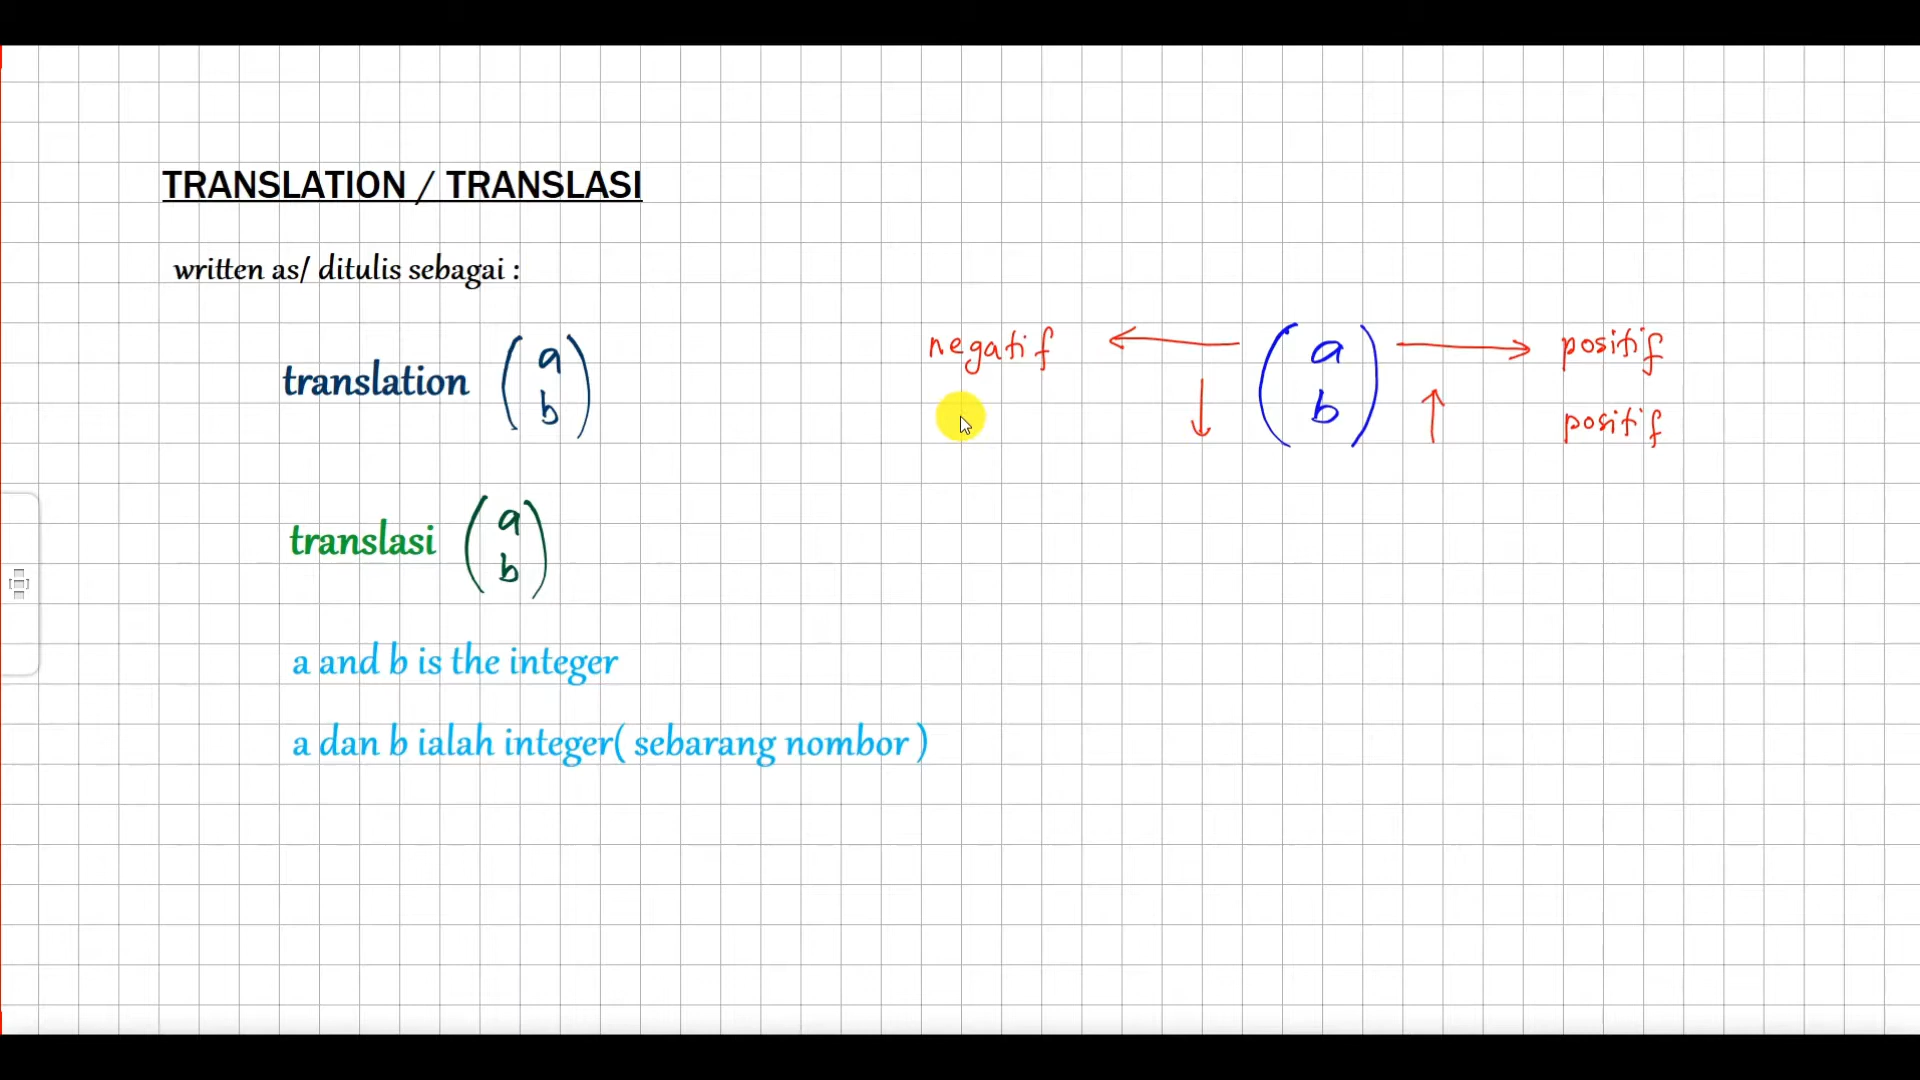 TRANSLATION / TRANSLASI
written as/ ditulis sebagai :
translation ( a
b )
negatif ( a ) positif
b positif
translasi ( a
b )
a and b is the integer
a dan b ialah integer( sebarang nombor )